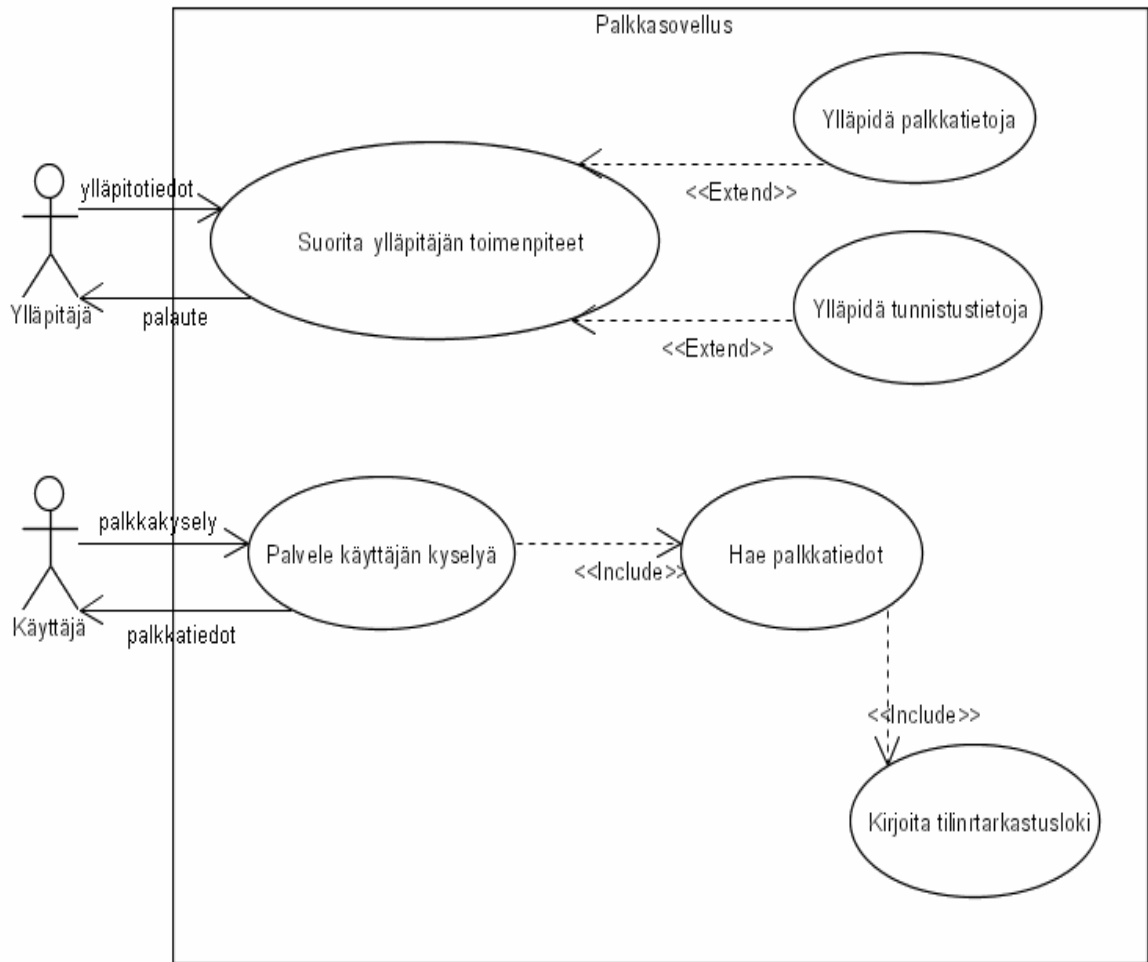 Palkkasovellus
Ylläpidä palkkatietoja
<<Extend>>
ylläpitotiedot
Suorita ylläpitäjän toimenpiteet
Ylläpitäjä
palaute
Ylläpidä tunnistustietoja
<<Extend>>
palkkakysely
Palvele käyttäjän kyselyä
<<Include>>
Hae palkkatiedot
Käyttäjä
palkkatiedot
<<Include>>
Kirjoita tilinrtarkastusloki